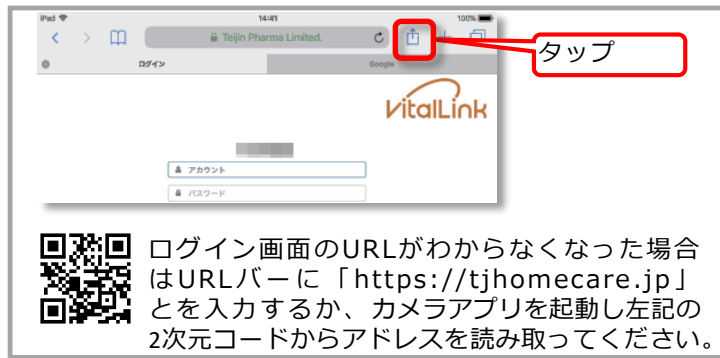 iPad
14:41
100%
Teijin Pharma Limited.
タップ
ログイン
Google
VitalLink
アカウント
パスワード
ログイン画面のURLがわからなくなった場合
はURLバーに「https://tjhomecare.jp」
とを入力するか、カメラアプリを起動し左記の
2次元コードからアドレスを読み取ってください。